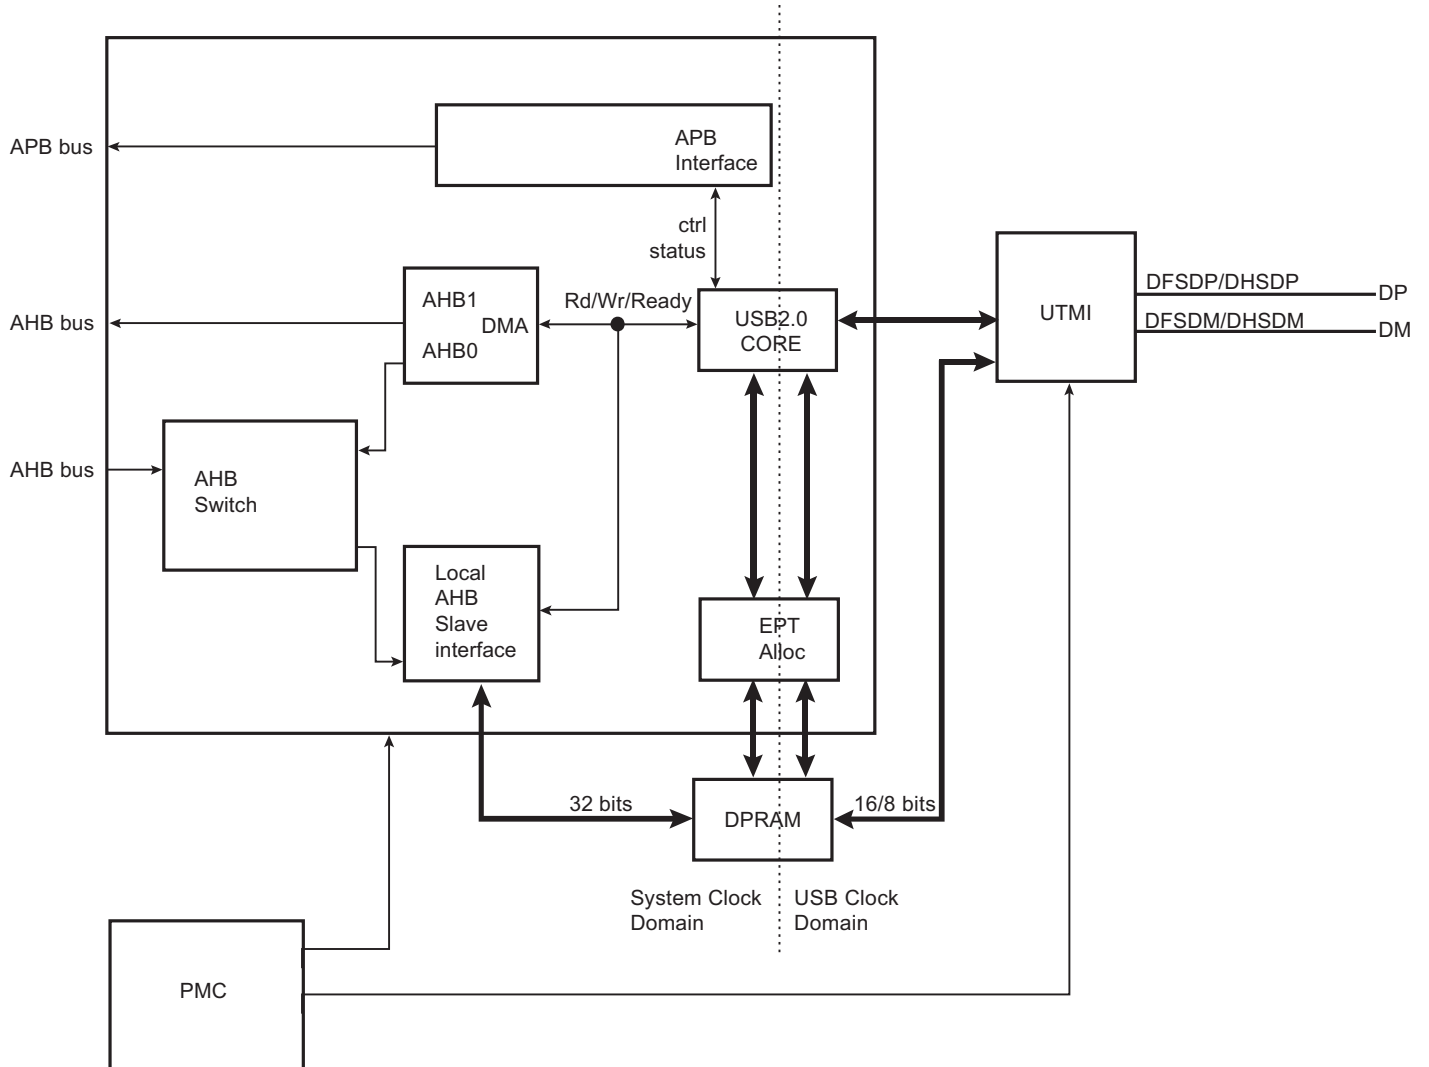 APB bus
APB
Interface
ctrl
status
AHB bus
AHB1
DMA
AHB0
Rd/Wr/Ready
USB2.0
CORE
UTMI
DFSDP/DHSDP
DP
DFSDM/DHSDM
DM
AHB bus
AHB
Switch
Local
AHB
Slave
interface
EPT
Alloc
32 bits
DPRAM
16/8 bits
System Clock
Domain
USB Clock
Domain
PMC